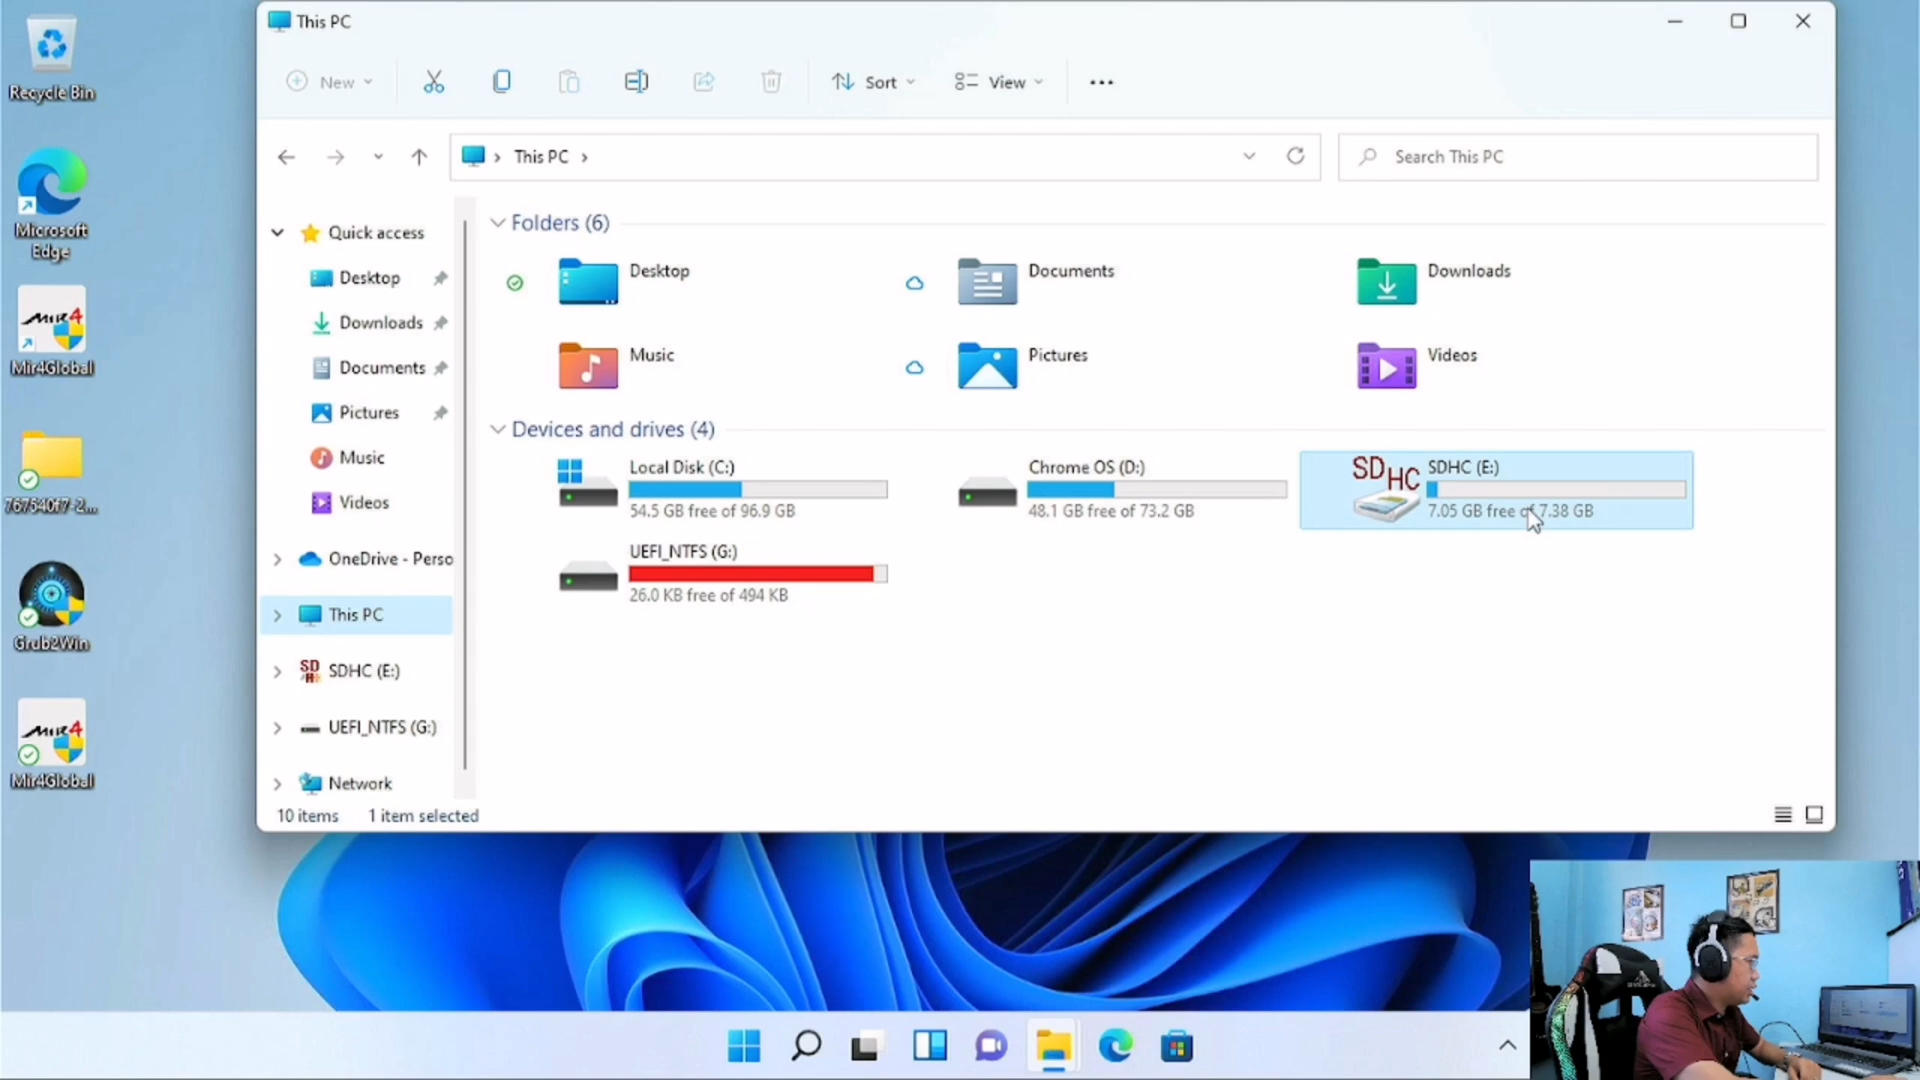 This PC
New
Sort
View
This PC
Search This PC
Quick access
Desktop
Downloads
Documents
Pictures
Music
Videos
OneDrive - Perso
This PC
SDHC (E:)
UEFI_NTFS (G:)
Network
Folders (6)
Desktop
Documents
Downloads
Music
Pictures
Videos
Devices and drives (4)
Local Disk (C:)
54.5 GB free of 96.9 GB
Chrome OS (D:)
48.1 GB free of 73.2 GB
SD HC
SDHC (E:)
7.05 GB free of 7.38 GB
UEFI_NTFS (G:)
26.0 KB free of 494 KB
10 items
1 item selected
Recycle Bin
Microsoft
Edge
MIR4
Mir4Global
767540f7-2...
Grub2Win
MIR4
Mir4Global